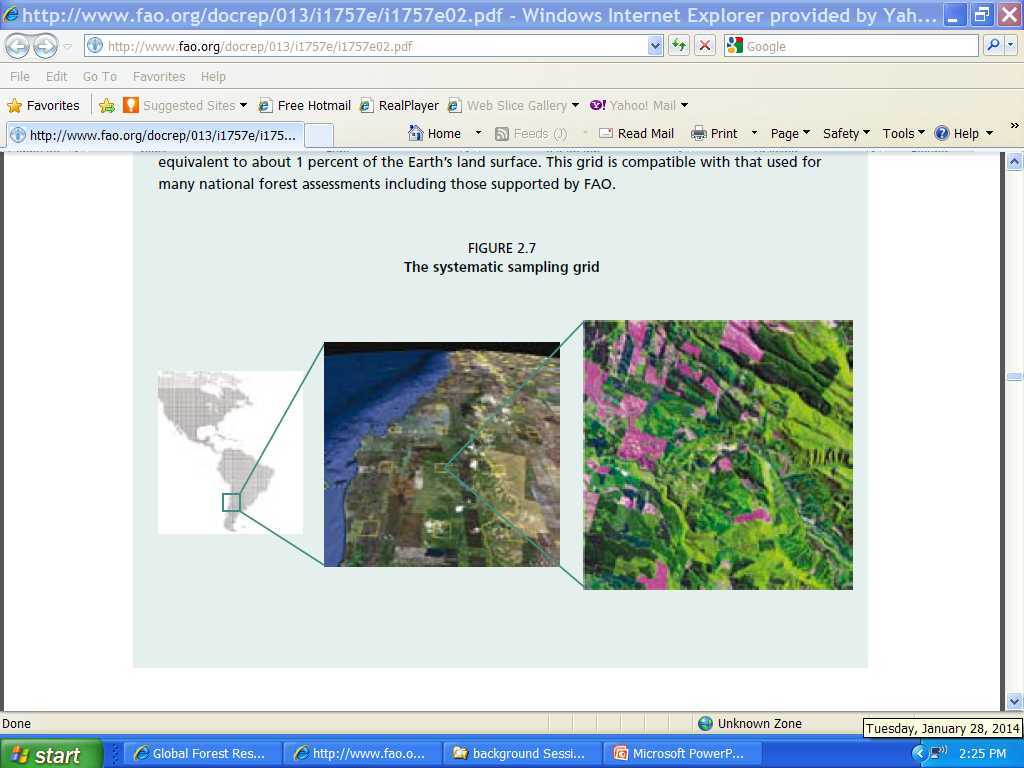 http://www.fao.org/docrep/013/i1757e/i1757e02.pdf - Windows Internet Explorer provided by Yah...
http://www.fao.org/docrep/013/i1757e/i1757e02.pdf
Google
File Edit Go To Favorites Help
Favorites Suggested Sites Free Hotmail RealPlayer Web Slice Gallery Yahoo! Mail
http://www.fao.org/docrep/013/i1757e/i175... Home Feeds (J) Read Mail Print Page Safety Tools Help
equivalent to about 1 percent of the Earth's land surface. This grid is compatible with that used for
many national forest assessments including those supported by FAO.
FIGURE 2.7
The systematic sampling grid
Done Unknown Zone
Tuesday, January 28, 2014
start Global Forest Res... http://www.fao.o... background Sessi... Microsoft PowerP... 2:25 PM